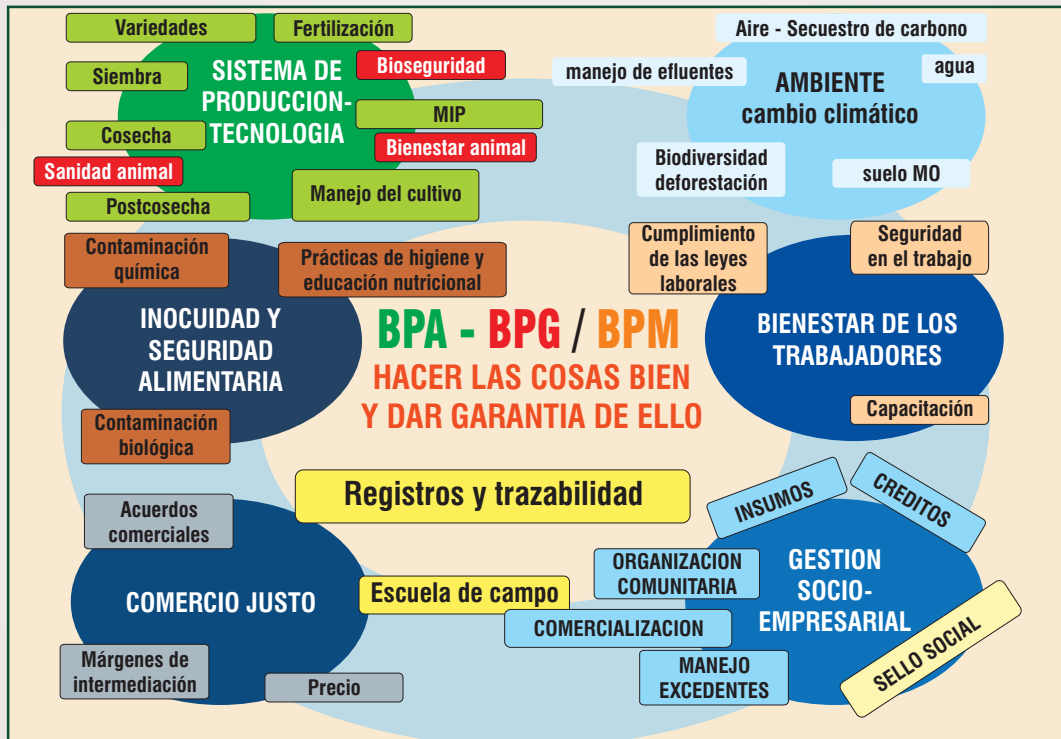 Variedades
Fertilización
Siembra
SISTEMA DE
PRODUCCION-
TECNOLOGIA
Bioseguridad
MIP
Cosecha
Bienestar animal
Sanidad animal
Manejo del cultivo
Postcosecha
Aire - Secuestro de carbono
manejo de efluentes
agua
AMBIENTE
cambio climático
Biodiversidad
deforestación
suelo MO
Contaminación
química
Prácticas de higiene y
educación nutricional
INOCUIDAD Y
SEGURIDAD
ALIMENTARIA
Contaminación
biológica
BPA - BPG / BPM
HACER LAS COSAS BIEN
Y DAR GARANTIA DE ELLO
Cumplimiento
de las leyes
laborales
Seguridad
en el trabajo
BIENESTAR DE LOS
TRABAJADORES
Capacitación
Registros y trazabilidad
Escuela de campo
Acuerdos
comerciales
COMERCIO JUSTO
Márgenes de
intermediación
Precio
INSUMOS
CREDITOS
ORGANIZACION
COMUNITARIA
GESTION
SOCIO-
EMPRESARIAL
COMERCIALIZACION
MANEJO
EXCEDENTES
SELLO SOCIAL